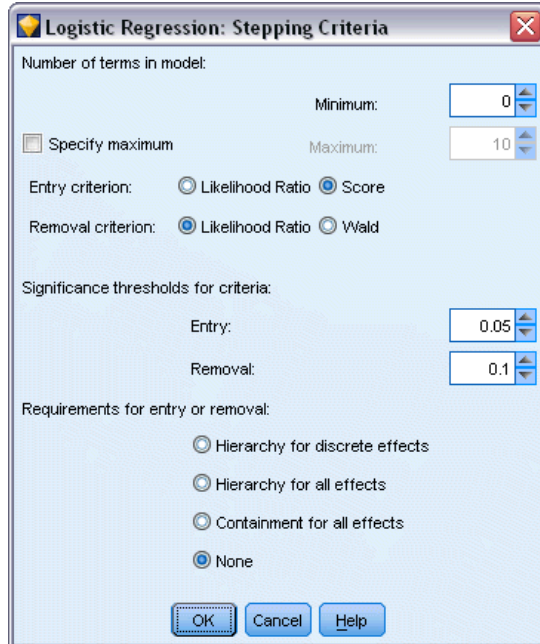 Logistic Regression: Stepping Criteria
Number of terms in model:
Minimum: 0
Specify maximum Maximum: 10
Entry criterion: Likelihood Ratio Score
Removal criterion: Likelihood Ratio Wald
Significance thresholds for criteria:
Entry: 0.05
Removal: 0.1
Requirements for entry or removal:
Hierarchy for discrete effects
Hierarchy for all effects
Containment for all effects
None
OK Cancel Help